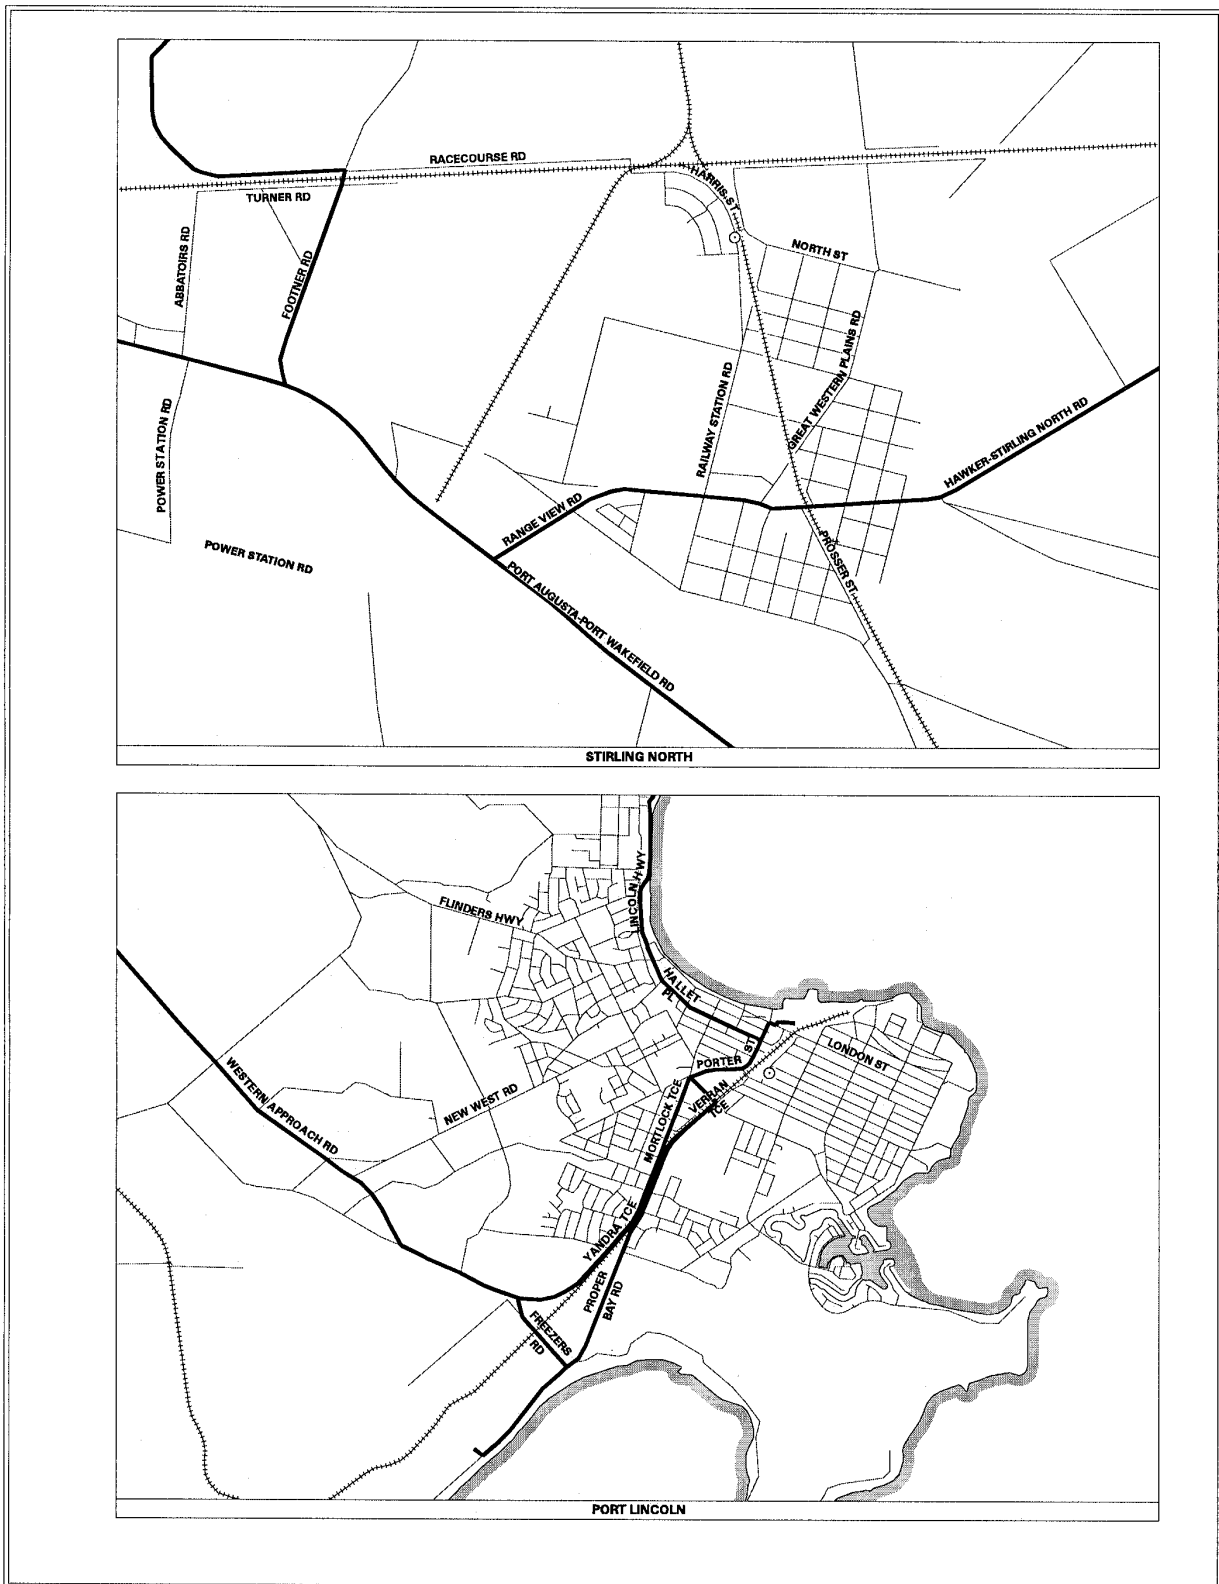 RACECOURSE RD
TURNER RD
HARRIS ST
ABBATOIRS RD
FOOTNER RD
NORTH ST
GREAT WESTERN PLAINS RD
RAILWAY STATION RD
POWER STATION RD
HAWKER-STIRLING NORTH RD
RANGE VIEW RD
POWER STATION RD
PROSSER ST
PORT AUGUSTA-PORT WAKEFIELD RD
STIRLING NORTH
LINCOLN HWY
FLINDERS HWY
HALLET
PL
LONDON ST
PORTER
ST
WESTERN APPROACH RD
NEW WEST RD
MORTLOCK TCE
VERRAN
TCE
YANDRA TCE
PROPER
BAY RD
FREEZERS
RD
PORT LINCOLN